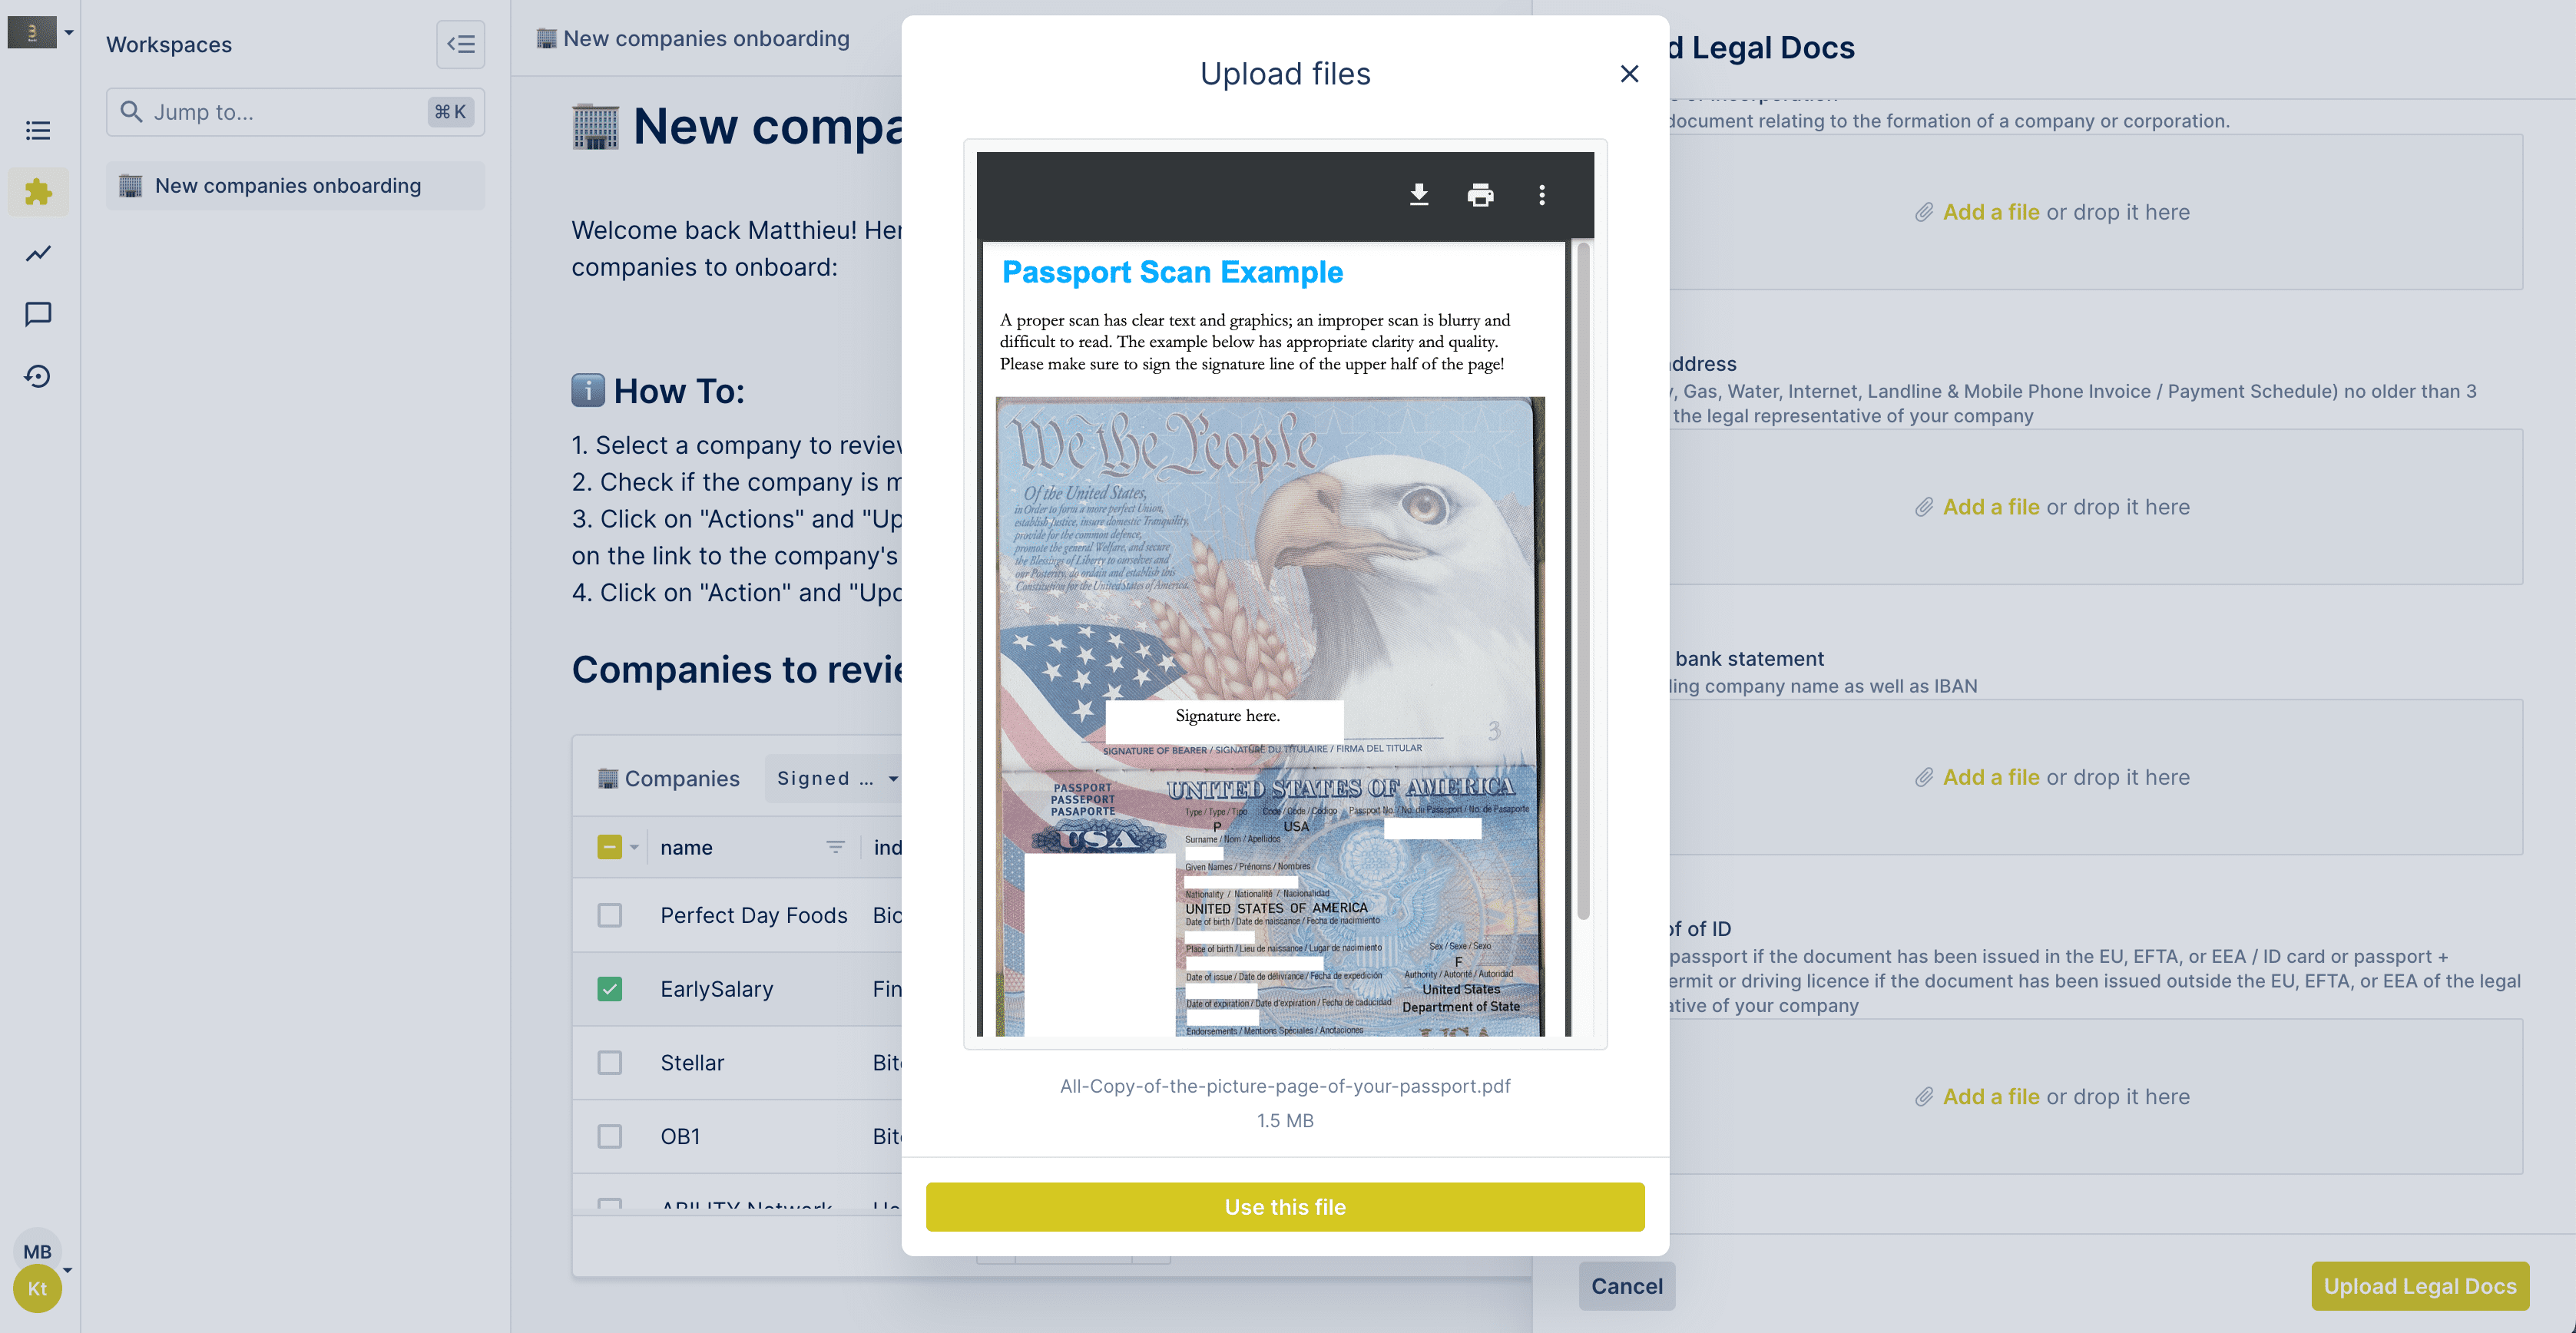 Workspaces
Jump to...
⌘ K
New companies onboarding
MB
Kt
New companies onboarding
New compa
Welcome back Matthieu! Her
companies to onboard:
How To:
1. Select a company to review
2. Check if the company is m
3. Click on "Actions" and "Up
on the link to the company's
4. Click on "Action" and "Upd
Companies to revie
Companies
Signed ...
name
ind
Perfect Day Foods
Bio
EarlySalary
Fin
Stellar
Bit
OB1
Bit
ABILITY Network
Upload files
Passport Scan Example
A proper scan has clear text and graphics; an improper scan is blurry and
difficult to read. The example below has appropriate clarity and quality.
Please make sure to sign the signature line of the upper half of the page!
We the People
Of the United States,
in Order to form a more perfect Union,
establish Justice, insure domestic Tranquility,
provide for the common defence,
promote the general Welfare, and secure
the Blessings of Liberty to ourselves and
our Posterity, do ordain and establish this
Constitution for the United States of America.
Signature here.
3
SIGNATURE OF BEARER / SIGNATURE DU TITULAIRE / FIRMA DEL TITULAR
PASSPORT
PASSEPORT
PASAPORTE
USA
UNITED STATES OF AMERICA
Type / Type / Tipo
Code / Code / Codigo
Passport No. / No. du Passeport / No. de Pasaporte
P
USA
Surname / Nom / Apellidos
Given Names / Prénoms / Nombres
Nationality / Nationalité / Nacionalidad
UNITED STATES OF AMERICA
Date of birth / Date de naissance / Fecha de nacimiento
Place of birth / Lieu de naissance / Lugar de nacimiento
Sex / Sexe / Sexo
F
Date of issue / Date de délivrance / Fecha de expedición
Authority / Autorité / Autoridad
United States
Department of State
Date of expiration / Date d'expiration / Fecha de caducidad
Endorsements / Mentions Spéciales / Anotaciones
USA
All-Copy-of-the-picture-page-of-your-passport.pdf
1.5 MB
Use this file
d Legal Docs
of incorporation
document relating to the formation of a company or corporation.
Add a file or drop it here
ddress
, Gas, Water, Internet, Landline & Mobile Phone Invoice / Payment Schedule) no older than 3
the legal representative of your company
Add a file or drop it here
bank statement
ling company name as well as IBAN
Add a file or drop it here
of of ID
passport if the document has been issued in the EU, EFTA, or EEA / ID card or passport +
ermit or driving licence if the document has been issued outside the EU, EFTA, or EEA of the legal
ative of your company
Add a file or drop it here
Cancel
Upload Legal Docs